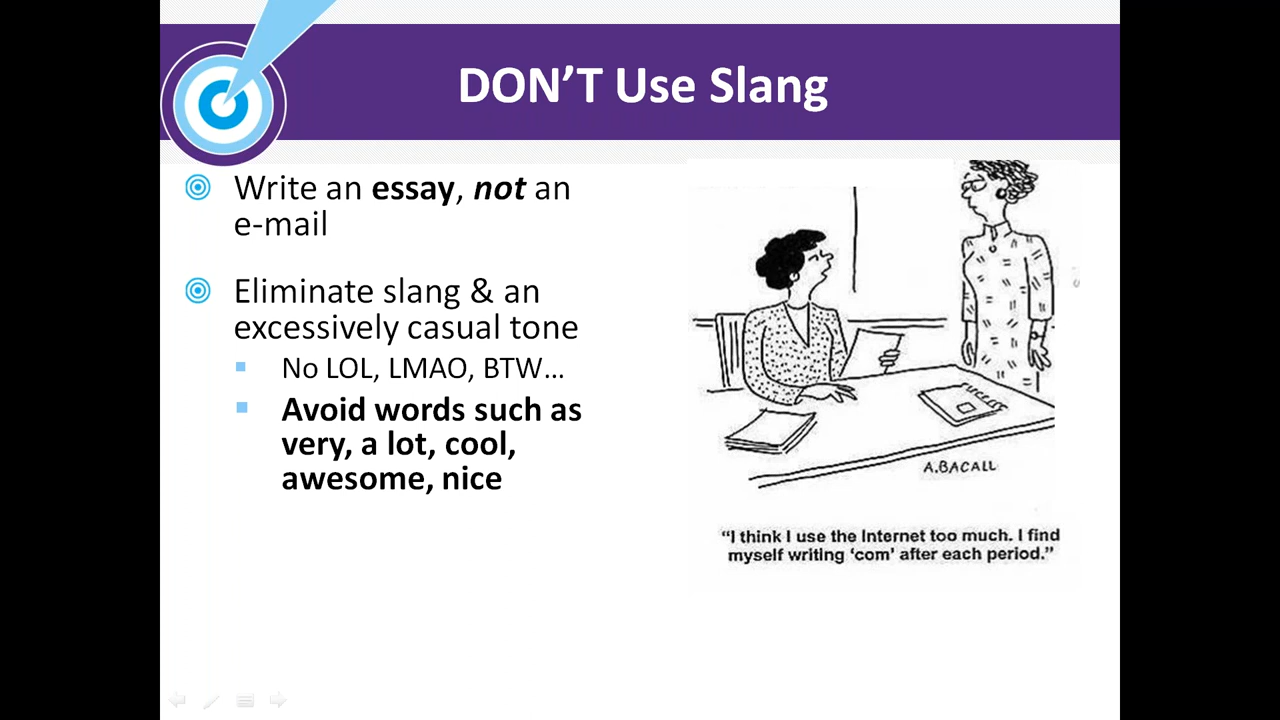 DON'T Use Slang
Write an essay, not an
e-mail
Eliminate slang & an
excessively casual tone
No LOL, LMAO, BTW…
Avoid words such as
very, a lot, cool,
awesome, nice
A.BACALL
“I think I use the Internet too much. I find
myself writing ‘com’ after each period.”